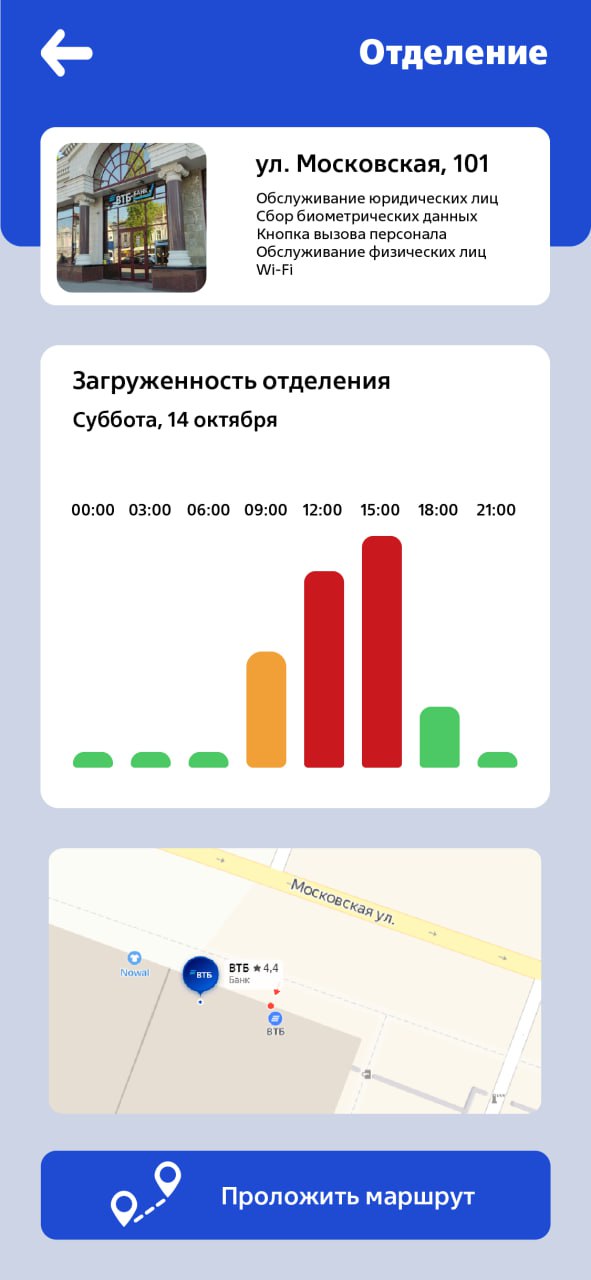 Отделение
ул. Московская, 101
Обслуживание юридических лиц
Сбор биометрических данных
Кнопка вызова персонала
Обслуживание физических лиц
Wi-Fi
ВТБ БАНК
Загруженность отделения
Суббота, 14 октября
00:00 03:00 06:00 09:00 12:00 15:00 18:00 21:00
Московская ул.
Nowal
ВТБ
ВТБ ★ 4,4
Банк
ВТБ
Проложить маршрут